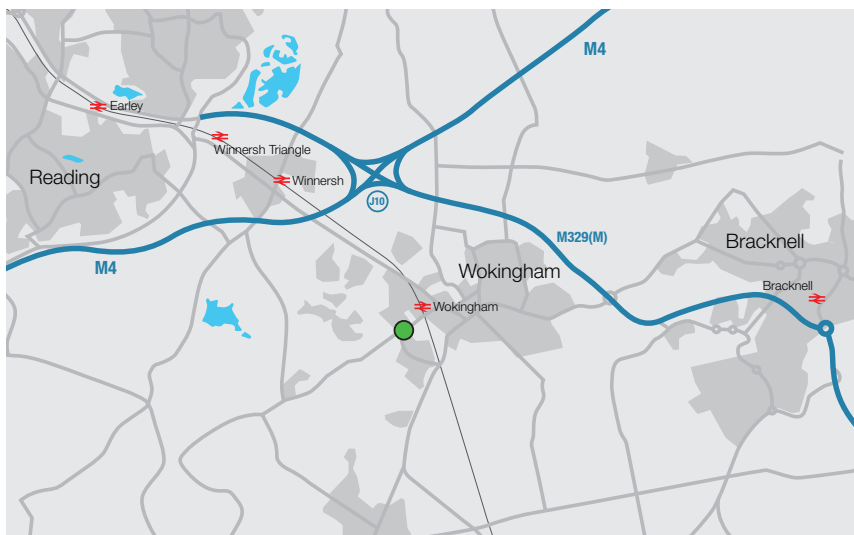 M4
Earley
Winnersh Triangle
Reading
Winnersh
J10
M4
M329(M)
Bracknell
Wokingham
Bracknell
Wokingham